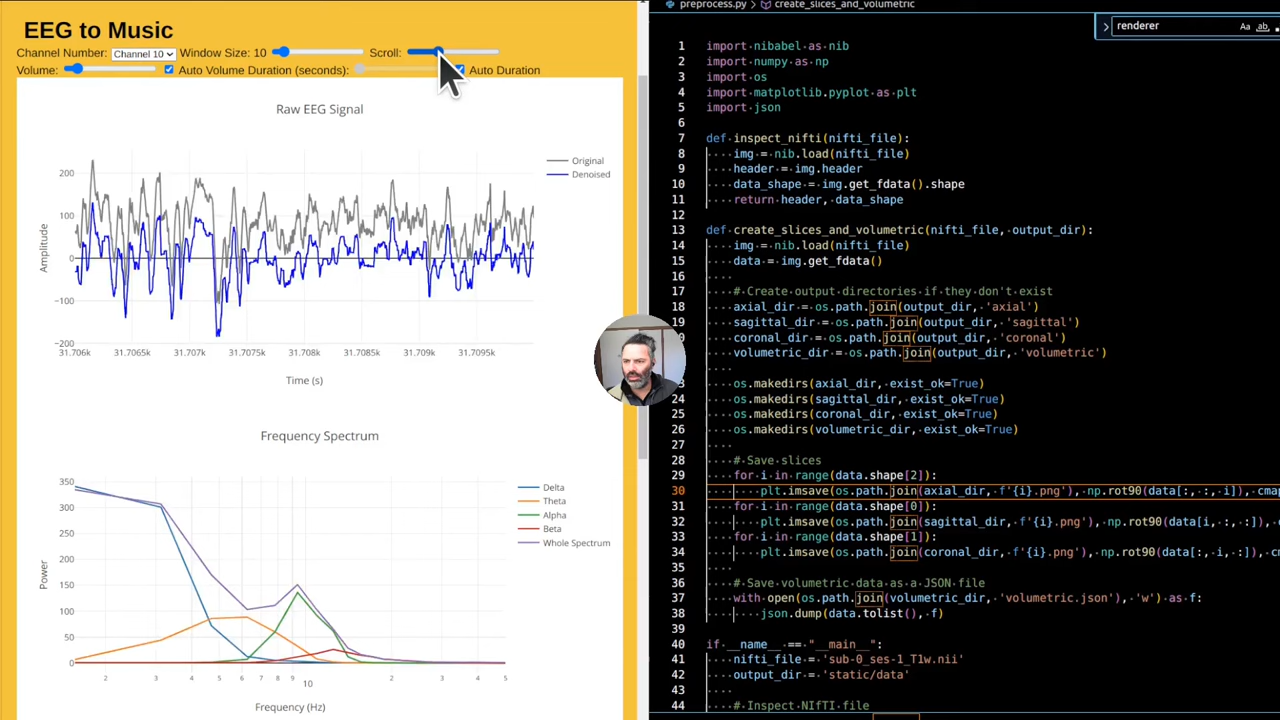 EEG to Music
Channel Number: Channel 10 Window Size: 10 Scroll:
Volume: Auto Volume Duration (seconds): Auto Duration
Raw EEG Signal
Original
Denoised
200
100
0
−100
−200
Amplitude
31.706k 31.7065k 31.707k 31.7075k 31.708k 31.7085k 31.709k 31.7095k
Time (s)
Frequency Spectrum
Delta
Theta
Alpha
Beta
Whole Spectrum
350
300
250
200
150
100
50
0
Power
2 3 4 5 6 7 8 9 10 2 3 4 5
Frequency (Hz)
preprocess.py > create_slices_and_volumetric
renderer Aa ab
1 import nibabel as nib
2 import numpy as np
3 import os
4 import matplotlib.pyplot as plt
5 import json
6
7 def inspect_nifti(nifti_file):
8 img = nib.load(nifti_file)
9 header = img.header
10 data_shape = img.get_fdata().shape
11 return header, data_shape
12
13 def create_slices_and_volumetric(nifti_file, output_dir):
14 img = nib.load(nifti_file)
15 data = img.get_fdata()
16
17 # Create output directories if they don't exist
18 axial_dir = os.path.join(output_dir, 'axial')
19 sagittal_dir = os.path.join(output_dir, 'sagittal')
coronal_dir = os.path.join(output_dir, 'coronal')
volumetric_dir = os.path.join(output_dir, 'volumetric')
os.makedirs(axial_dir, exist_ok=True)
24 os.makedirs(sagittal_dir, exist_ok=True)
25 os.makedirs(coronal_dir, exist_ok=True)
26 os.makedirs(volumetric_dir, exist_ok=True)
27
28 # Save slices
29 for i in range(data.shape[2]):
30 plt.imsave(os.path.join(axial_dir, f'{i}.png'), np.rot90(data[:, :, i]), cmap
31 for i in range(data.shape[0]):
32 plt.imsave(os.path.join(sagittal_dir, f'{i}.png'), np.rot90(data[i, :, :]), c
33 for i in range(data.shape[1]):
34 plt.imsave(os.path.join(coronal_dir, f'{i}.png'), np.rot90(data[:, i, :]), cm
35
36 # Save volumetric data as a JSON file
37 with open(os.path.join(volumetric_dir, 'volumetric.json'), 'w') as f:
38 json.dump(data.tolist(), f)
39
40 if __name__ == "__main__":
41 nifti_file = 'sub-0_ses-1_T1w.nii'
42 output_dir = 'static/data'
43
44 # Inspect NIfTI file